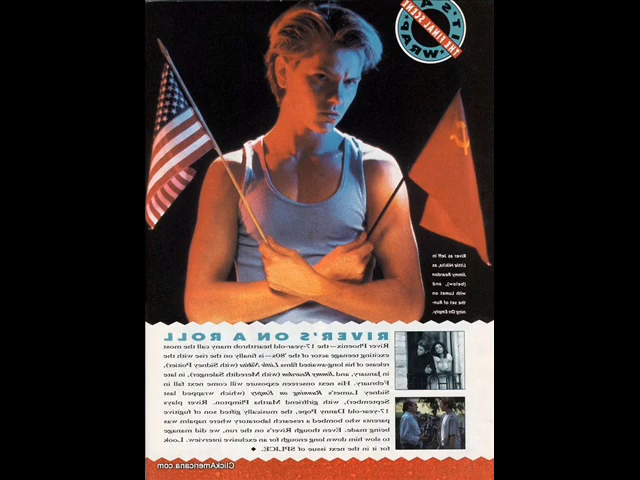 IT'S A
"WRAP"
THE FINAL SCENE
River as Jeff in
Little Nikita, as
Jimmy Reardon
(below), and
with Lumet on
the set of Run-
ning On Empty.
RIVER'S ON A ROLL
River Phoenix—the 17-year-old heartthrob many call the most
exciting teenage actor of the '80s—is finally on the rise with the
release of his long-awaited films Little Nikita (with Sidney Poitier),
in January, and Jimmy Reardon (with Meredith Salenger), in late
February. His next onscreen exposure will come next fall in
Sidney Lumet's Running on Empty (which wrapped last
September), with girlfriend Martha Plimpton. River plays
17-year-old Danny Pope, the musically gifted son of fugitive
parents who bombed a research laboratory where napalm was
being made. Even though River's on the run, we did manage
to slow him down long enough for an exclusive interview. Look
for it in the next issue of SPLICE. ◆
ClickAmericana.com